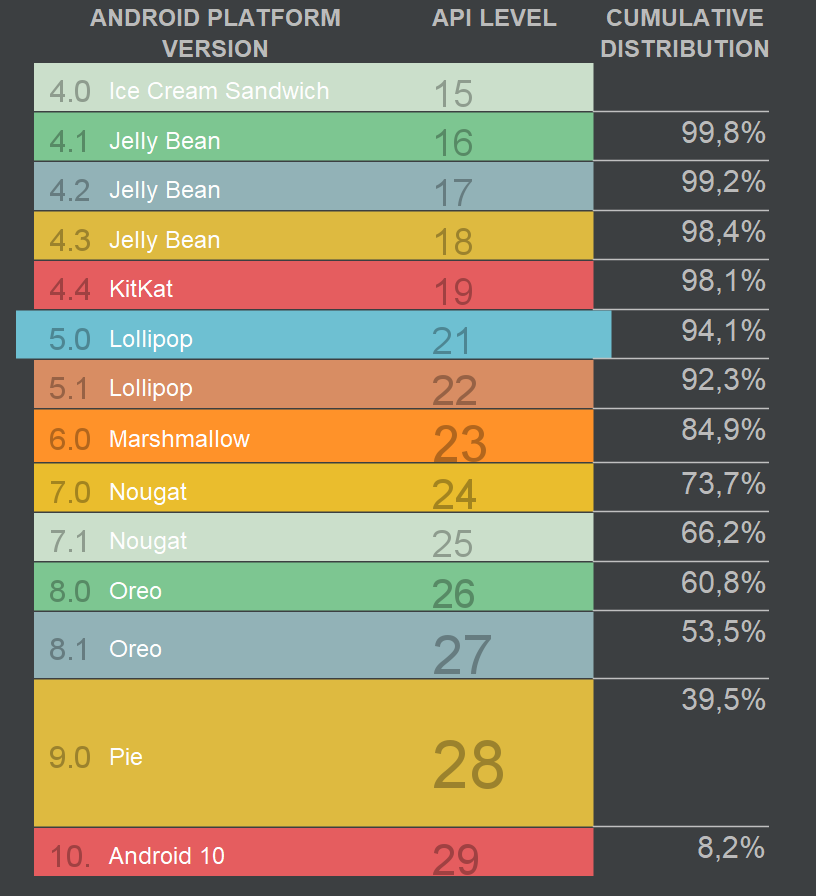 ANDROID PLATFORM VERSION API LEVEL CUMULATIVE DISTRIBUTION
4.0 Ice Cream Sandwich 15
99,8%
4.1 Jelly Bean 16
99,2%
4.2 Jelly Bean 17
98,4%
4.3 Jelly Bean 18
98,1%
4.4 KitKat 19
94,1%
5.0 Lollipop 21
92,3%
5.1 Lollipop 22
84,9%
6.0 Marshmallow 23
73,7%
7.0 Nougat 24
66,2%
7.1 Nougat 25
60,8%
8.0 Oreo 26
53,5%
8.1 Oreo 27
39,5%
9.0 Pie 28
8,2%
10. Android 10 29